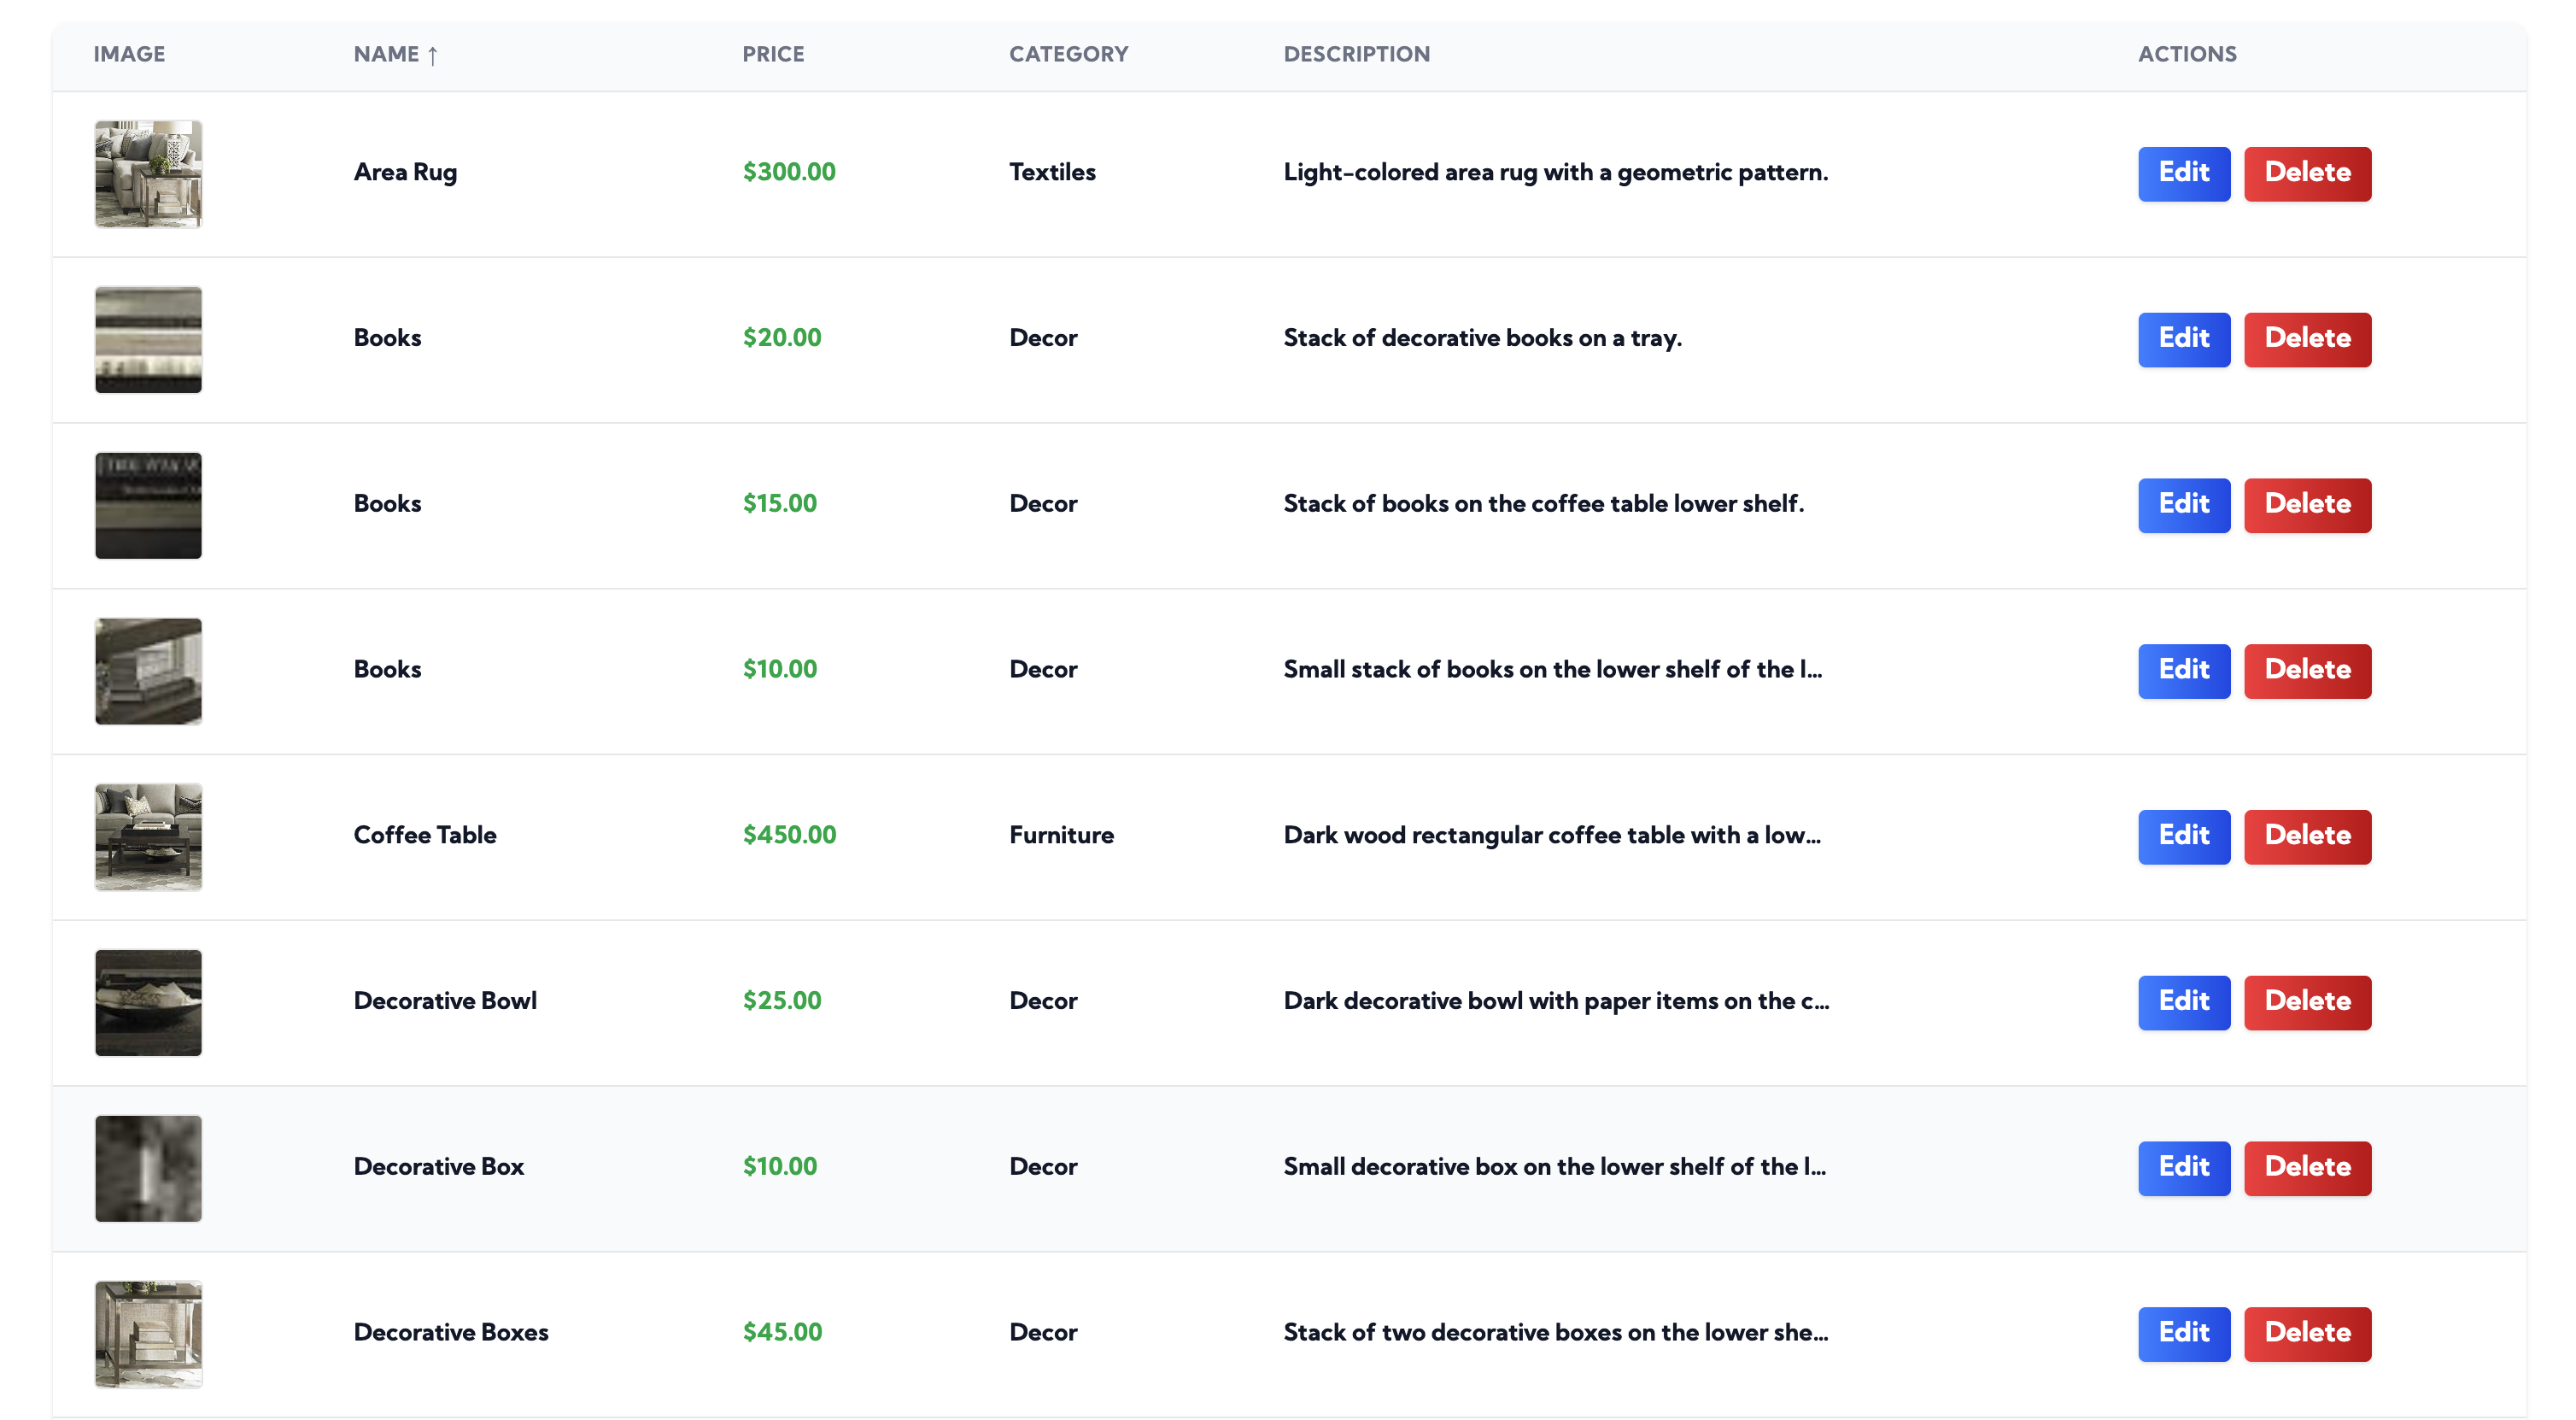 IMAGE NAME ↑ PRICE CATEGORY DESCRIPTION ACTIONS
Area Rug $300.00 Textiles Light-colored area rug with a geometric pattern. Edit Delete
Books $20.00 Decor Stack of decorative books on a tray. Edit Delete
Books $15.00 Decor Stack of books on the coffee table lower shelf. Edit Delete
Books $10.00 Decor Small stack of books on the lower shelf of the l... Edit Delete
Coffee Table $450.00 Furniture Dark wood rectangular coffee table with a low... Edit Delete
Decorative Bowl $25.00 Decor Dark decorative bowl with paper items on the c... Edit Delete
Decorative Box $10.00 Decor Small decorative box on the lower shelf of the l... Edit Delete
Decorative Boxes $45.00 Decor Stack of two decorative boxes on the lower she... Edit Delete